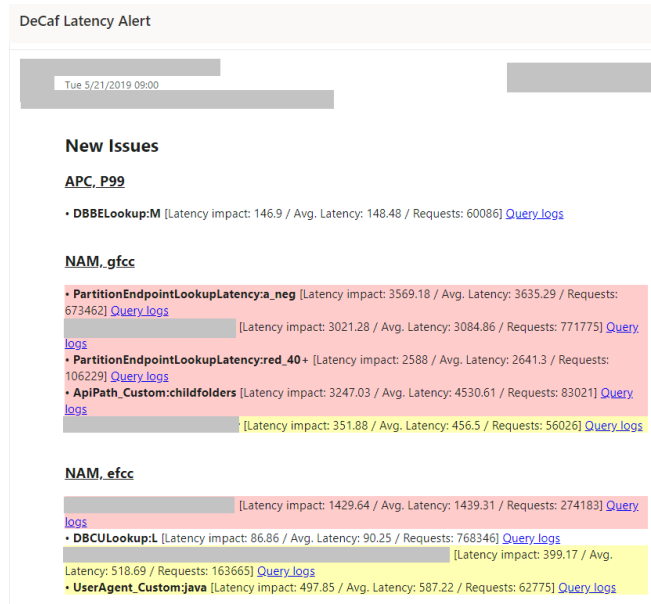 DeCaf Latency Alert
Tue 5/21/2019 09:00
New Issues
APC, P99
• DBBELookup:M [Latency impact: 146.9 / Avg. Latency: 148.48 / Requests: 60086] Query logs
NAM, gfcc
• PartitionEndpointLookupLatency:a_neg [Latency impact: 3569.18 / Avg. Latency: 3635.29 / Requests:
673462] Query logs
[Latency impact: 3021.28 / Avg. Latency: 3084.86 / Requests: 771775] Query
logs
• PartitionEndpointLookupLatency:red_40+ [Latency impact: 2588 / Avg. Latency: 2641.3 / Requests:
106229] Query logs
• ApiPath_Custom:childfolders [Latency impact: 3247.03 / Avg. Latency: 4530.61 / Requests: 83021] Query
logs
[Latency impact: 351.88 / Avg. Latency: 456.5 / Requests: 56026] Query logs
NAM, efcc
[Latency impact: 1429.64 / Avg. Latency: 1439.31 / Requests: 274183] Query
logs
• DBCULookup:L [Latency impact: 86.86 / Avg. Latency: 90.25 / Requests: 768346] Query logs
[Latency impact: 399.17 / Avg.
Latency: 518.69 / Requests: 163665] Query logs
• UserAgent_Custom:java [Latency impact: 497.85 / Avg. Latency: 587.22 / Requests: 62775] Query logs